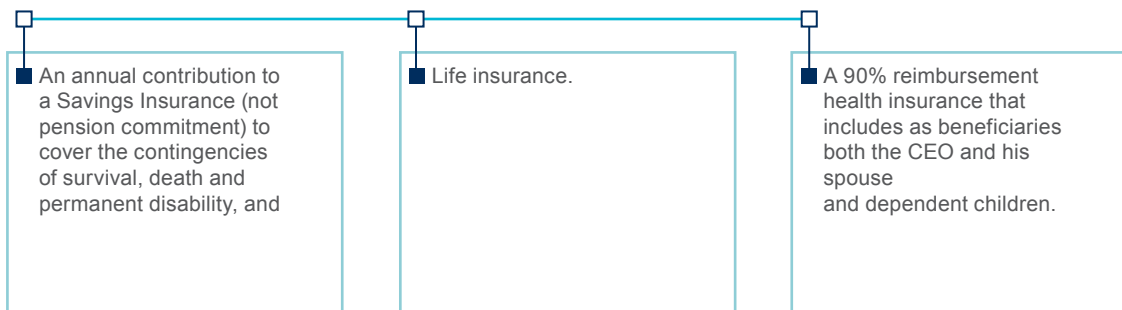 An annual contribution to
a Savings Insurance (not
pension commitment) to
cover the contingencies
of survival, death and
permanent disability, and
Life insurance.
A 90% reimbursement
health insurance that
includes as beneficiaries
both the CEO and his
spouse
and dependent children.